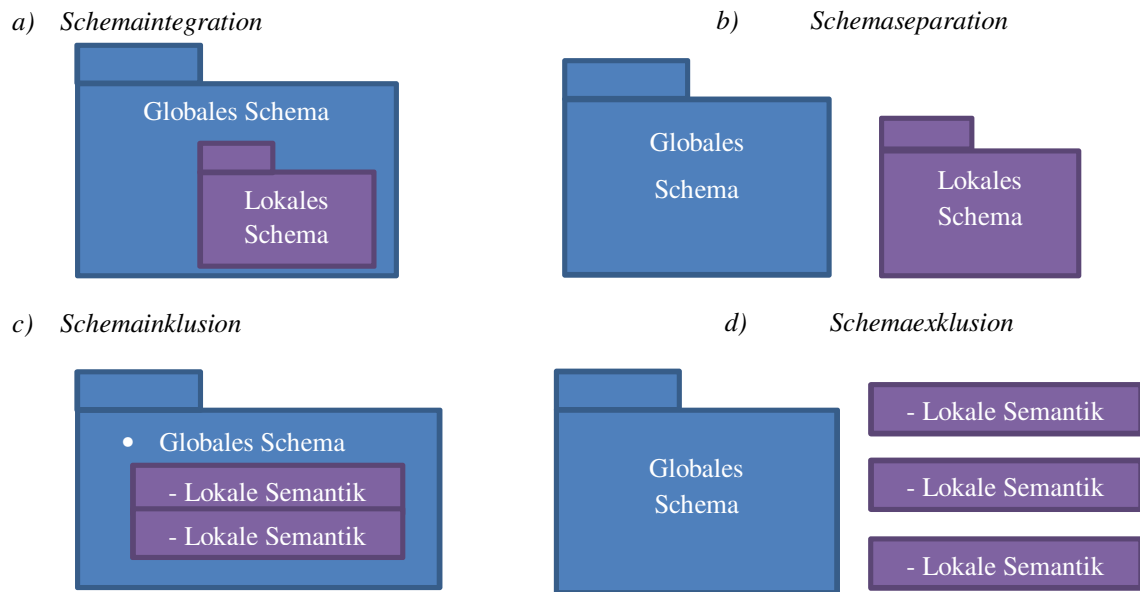 a) Schemaintegration
Globales Schema
Lokales
Schema
b) Schemaseparation
Globales
Schema
Lokales
Schema
c) Schemainklusion
• Globales Schema
- Lokale Semantik
- Lokale Semantik
d) Schemaexklusion
Globales
Schema
- Lokale Semantik
- Lokale Semantik
- Lokale Semantik